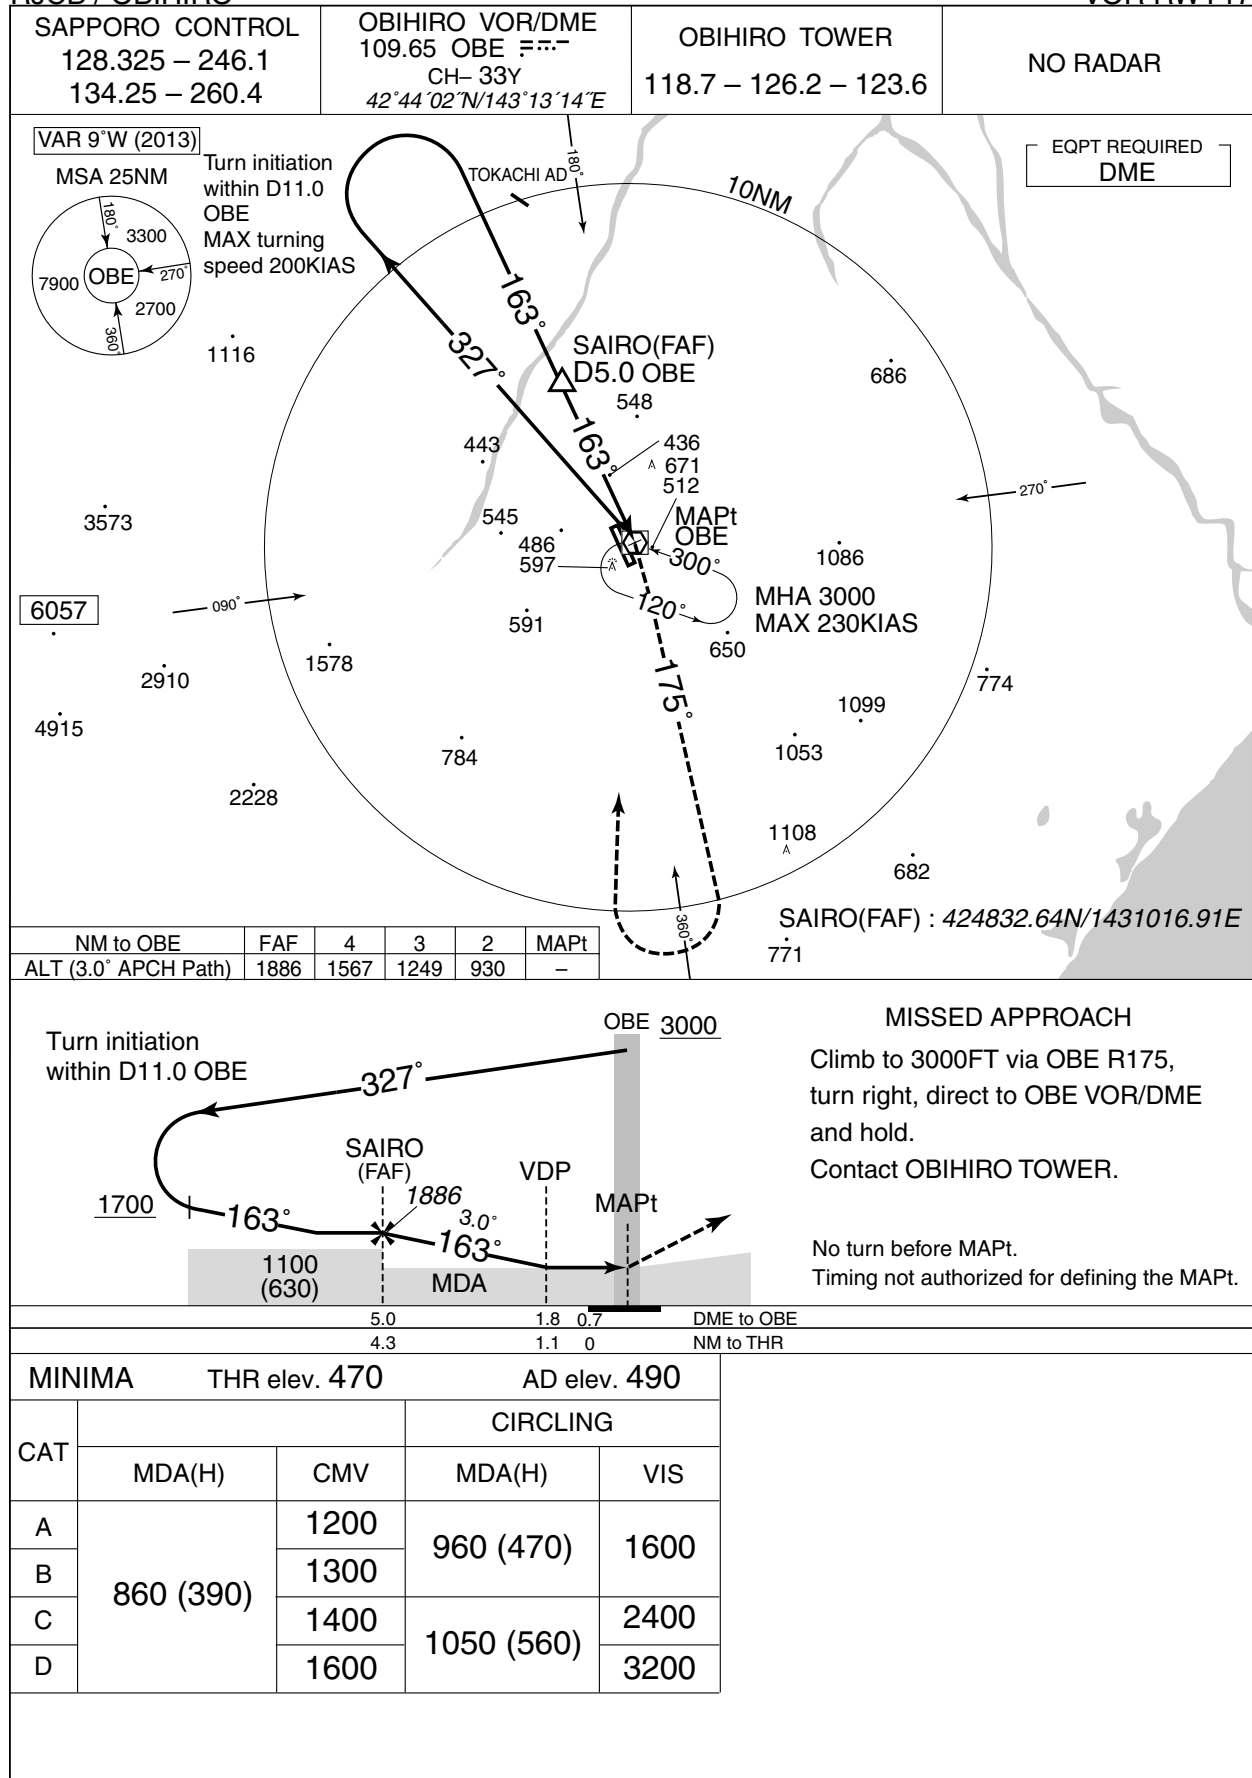 RJCB / OBIHIRO
VOR RWY17
SAPPORO CONTROL
128.325 – 246.1
134.25 – 260.4
OBIHIRO VOR/DME
109.65 OBE
CH– 33Y
42°44´02˝N/143°13´14˝E
OBIHIRO TOWER
118.7 – 126.2 – 123.6
NO RADAR
VAR 9°W (2013)
MSA 25NM
180°
3300
OBE
270°
7900
2700
360°
Turn initiation
within D11.0
OBE
MAX turning
speed 200KIAS
TOKACHI AD
180°
10NM
EQPT REQUIRED
DME
1116
163°
327°
SAIRO(FAF)
D5.0 OBE
548
686
443
163°
436
671
512
270°
3573
545
486
597
MAPt
OBE
300°
1086
6057
090°
591
120°
MHA 3000
MAX 230KIAS
650
1578
2910
175°
774
4915
784
1099
1053
2228
1108
682
360°
SAIRO(FAF) : 424832.64N/1431016.91E
771
NM to OBE FAF 4 3 2 MAPt
ALT (3.0° APCH Path) 1886 1567 1249 930 –
Turn initiation
within D11.0 OBE
OBE 3000
327°
SAIRO
(FAF)
1886
VDP
MAPt
1700
163°
3.0°
163°
1100
(630)
MDA
MISSED APPROACH
Climb to 3000FT via OBE R175,
turn right, direct to OBE VOR/DME
and hold.
Contact OBIHIRO TOWER.
No turn before MAPt.
Timing not authorized for defining the MAPt.
5.0 1.8 0.7 DME to OBE
4.3 1.1 0 NM to THR
MINIMA THR elev. 470 AD elev. 490
CAT
CIRCLING
MDA(H) CMV MDA(H) VIS
A 1200
B 1300
860 (390)
960 (470) 1600
C 1400 2400
1050 (560)
D 1600 3200